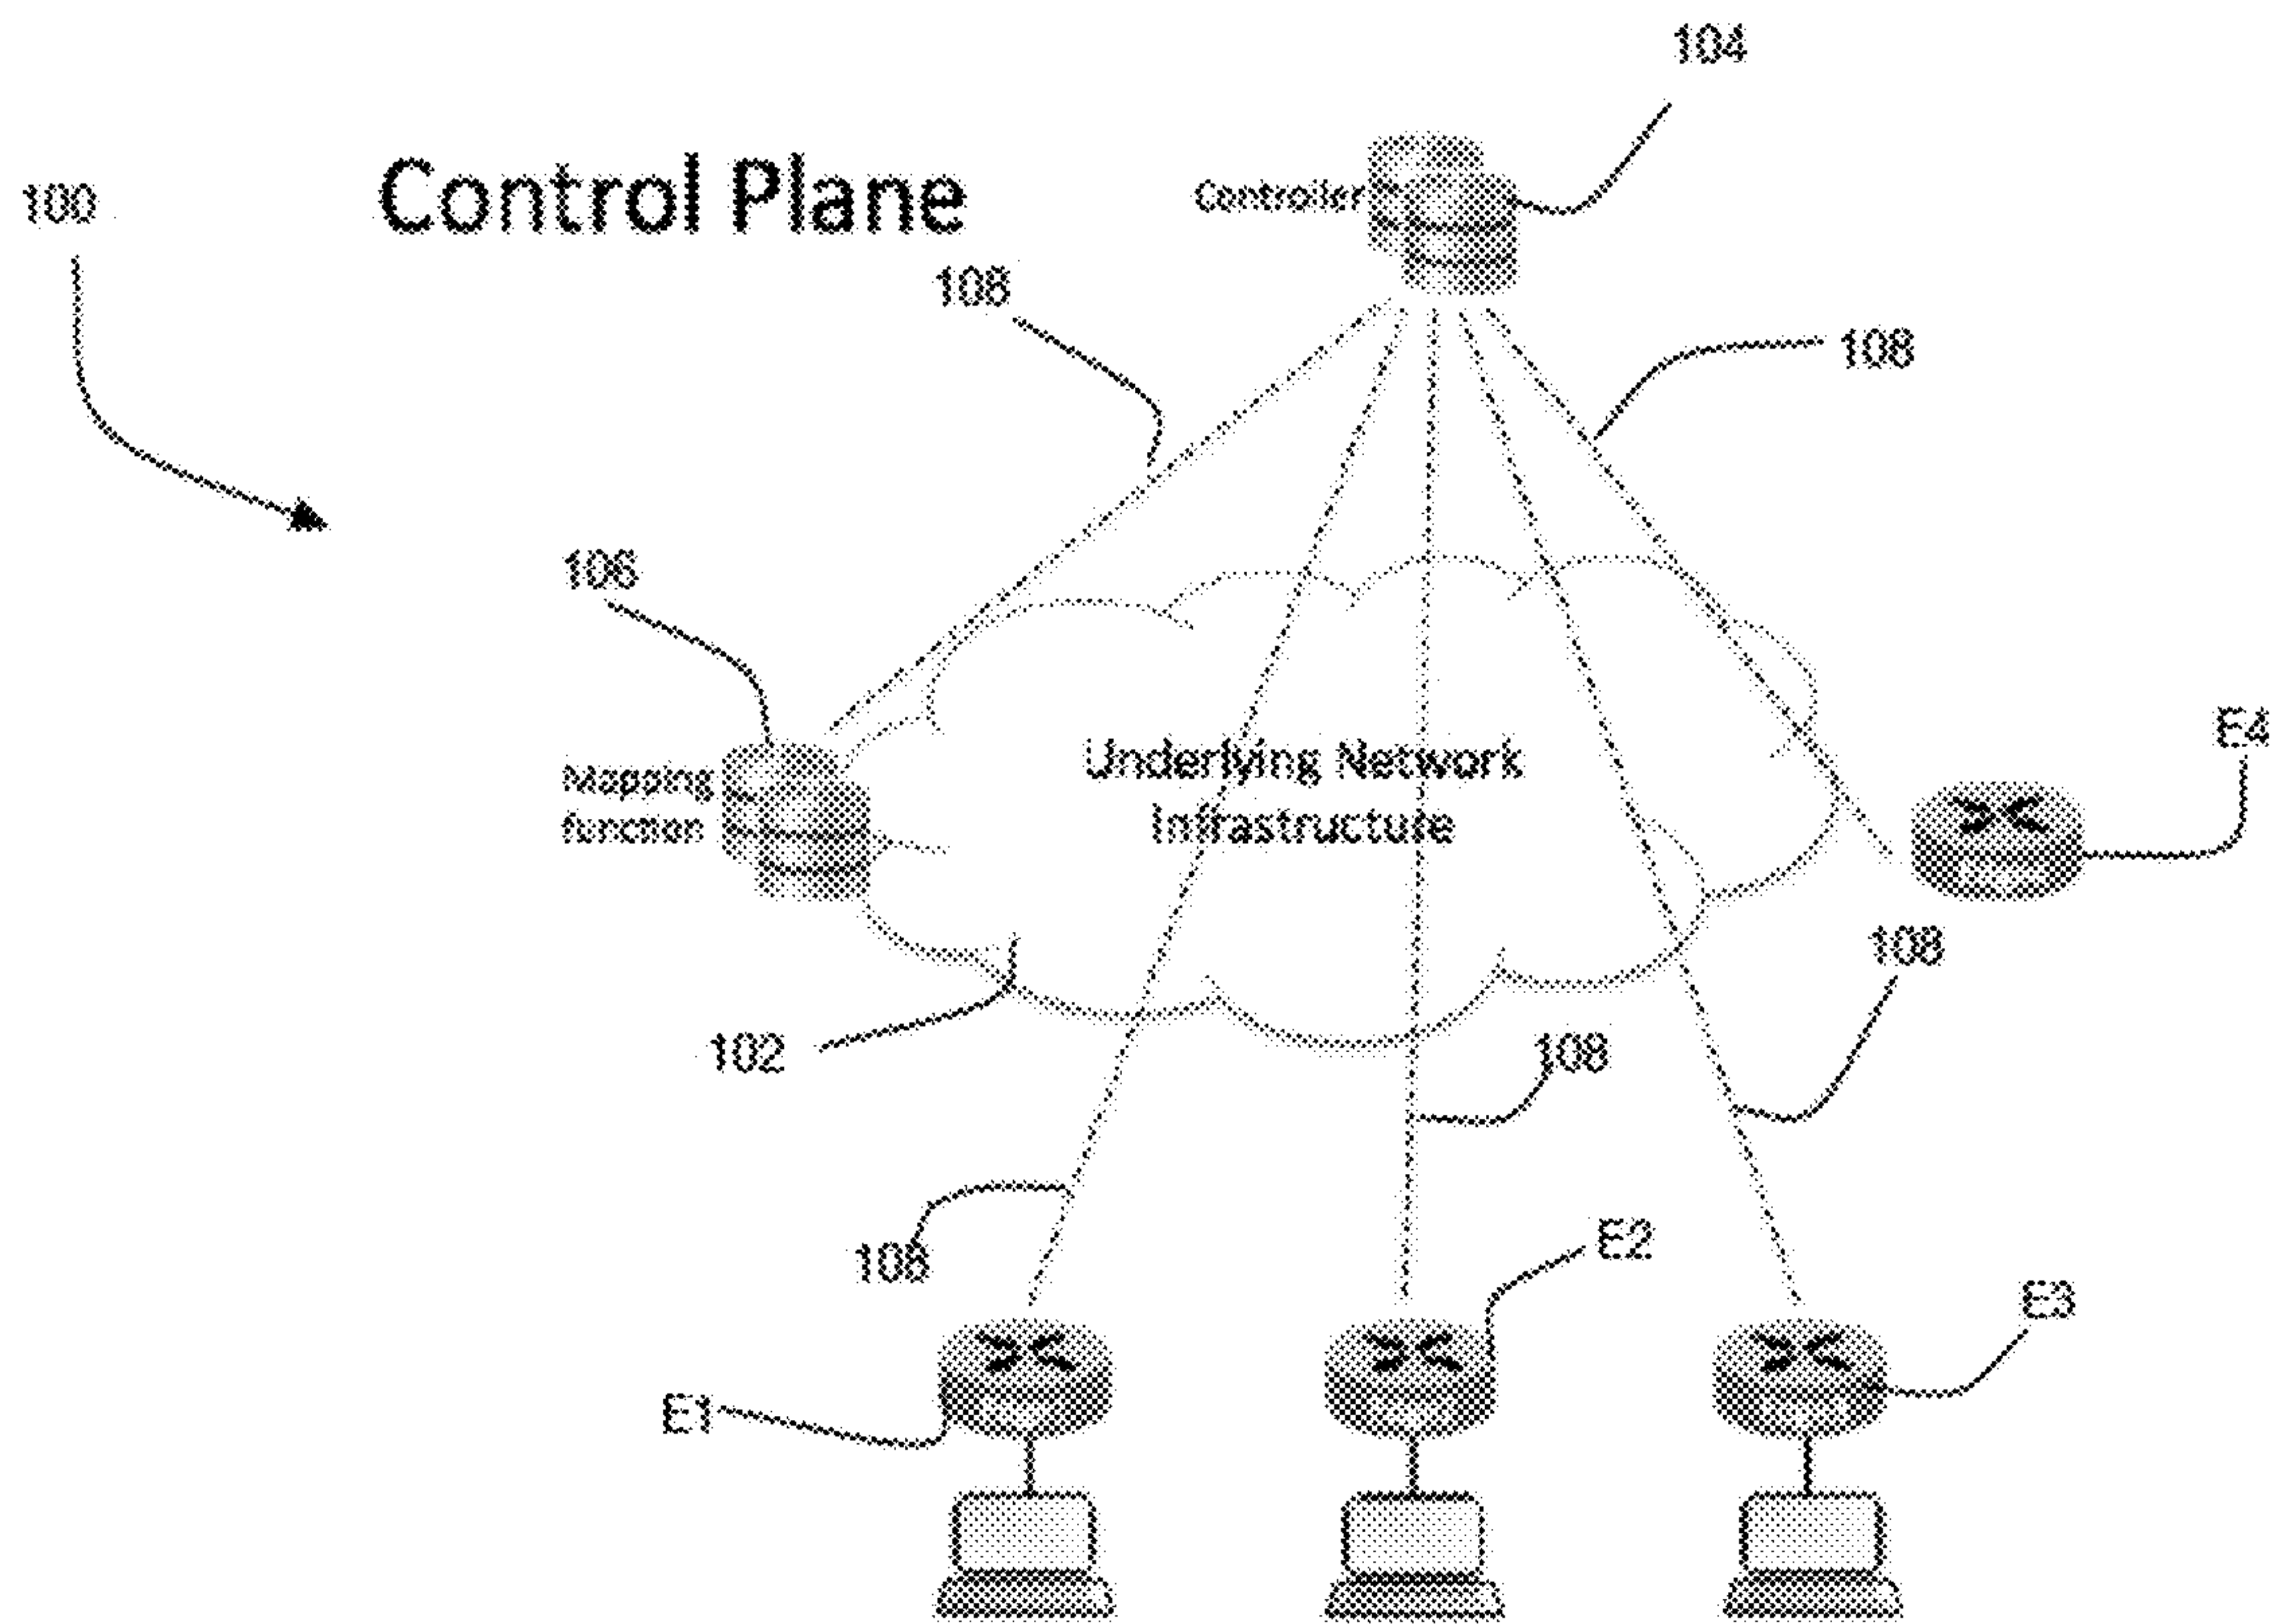 104
100
Control Plane
Controller
108
108
106
E4
Underlying Network
Infrastructure
Mapping
function
108
102
108
108
E2
E3
E1